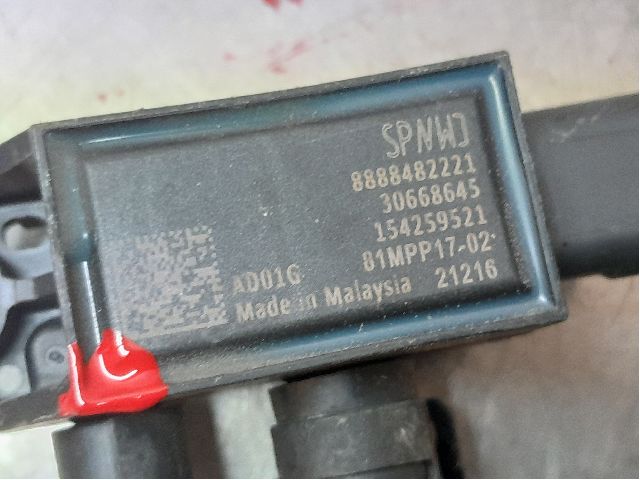 SPNWJ
8888482221
30668645
154259521
AD01G 81MPP17-02
Made in Malaysia 21216